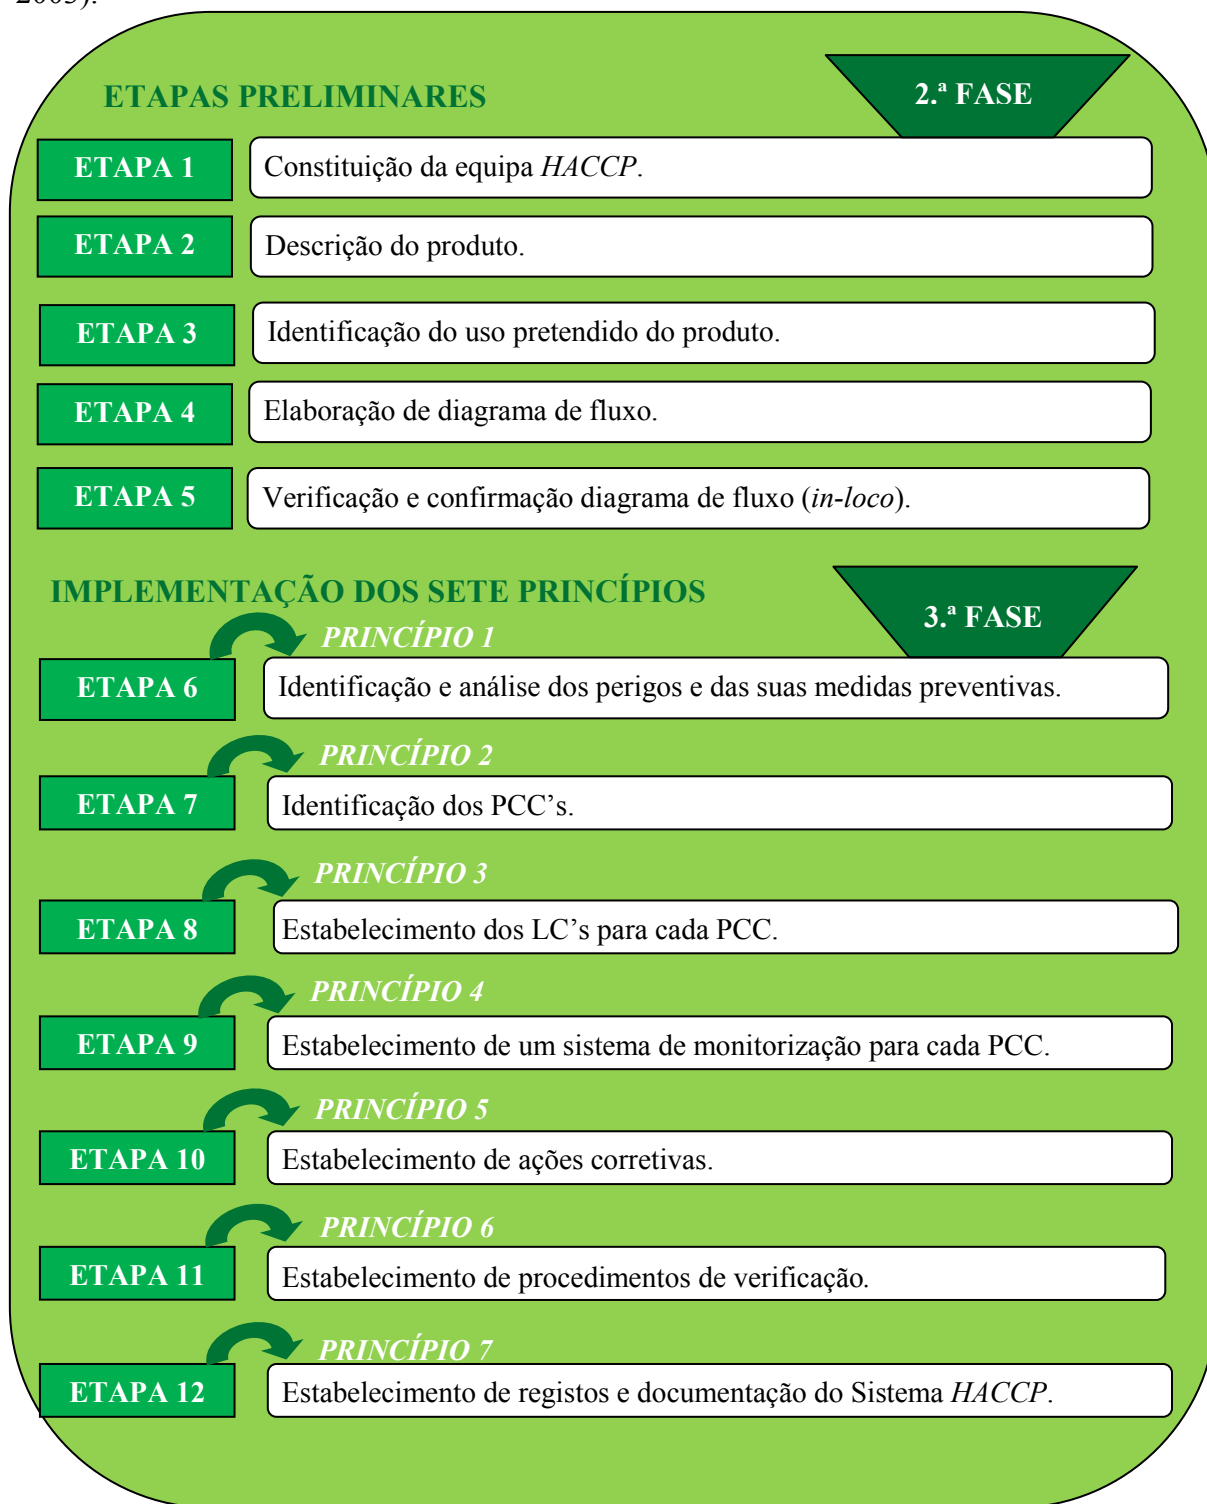 2003).
ETAPAS PRELIMINARES
2.ª FASE
ETAPA 1
Constituição da equipa HACCP.
ETAPA 2
Descrição do produto.
ETAPA 3
Identificação do uso pretendido do produto.
ETAPA 4
Elaboração de diagrama de fluxo.
ETAPA 5
Verificação e confirmação diagrama de fluxo (in-loco).
IMPLEMENTAÇÃO DOS SETE PRINCÍPIOS
3.ª FASE
PRINCÍPIO 1
ETAPA 6
Identificação e análise dos perigos e das suas medidas preventivas.
PRINCÍPIO 2
ETAPA 7
Identificação dos PCC’s.
PRINCÍPIO 3
ETAPA 8
Estabelecimento dos LC’s para cada PCC.
PRINCÍPIO 4
ETAPA 9
Estabelecimento de um sistema de monitorização para cada PCC.
PRINCÍPIO 5
ETAPA 10
Estabelecimento de ações corretivas.
PRINCÍPIO 6
ETAPA 11
Estabelecimento de procedimentos de verificação.
PRINCÍPIO 7
ETAPA 12
Estabelecimento de registos e documentação do Sistema HACCP.